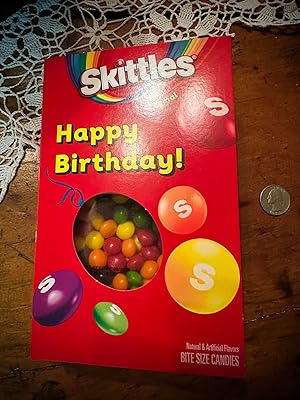 Skittles
Happy
Birthday!
S
S
S
S
S
Natural & Artificial Flavors
BITE SIZE CANDIES